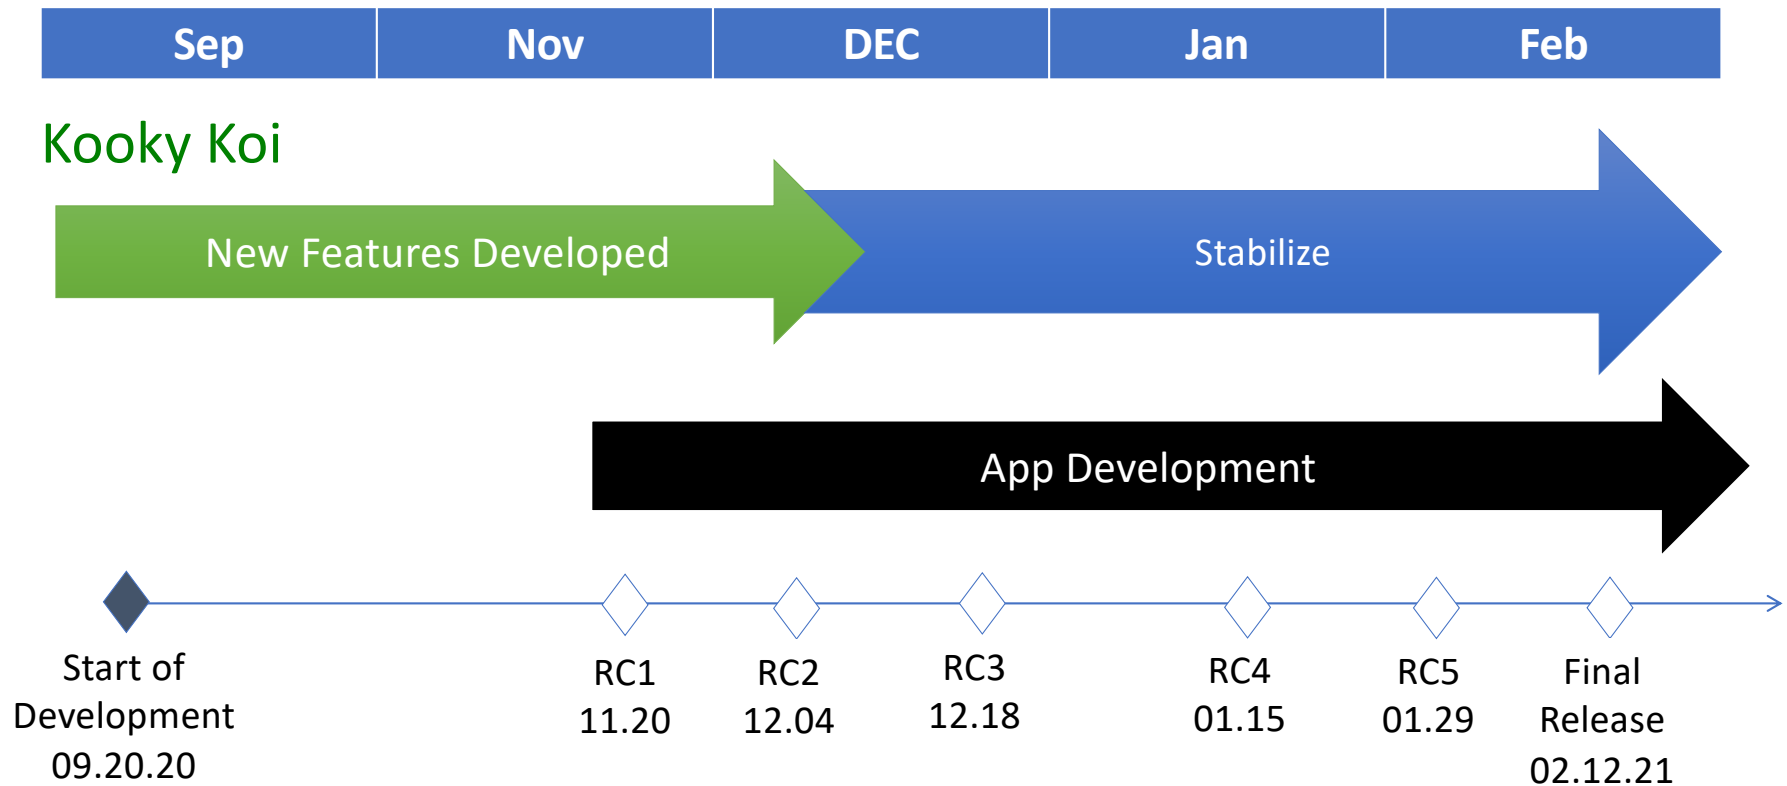 Sep Nov DEC Jan Feb
Kooky Koi
New Features Developed
Stabilize
App Development
Start of
Development
09.20.20
RC1
11.20
RC2
12.04
RC3
12.18
RC4
01.15
RC5
01.29
Final
Release
02.12.21